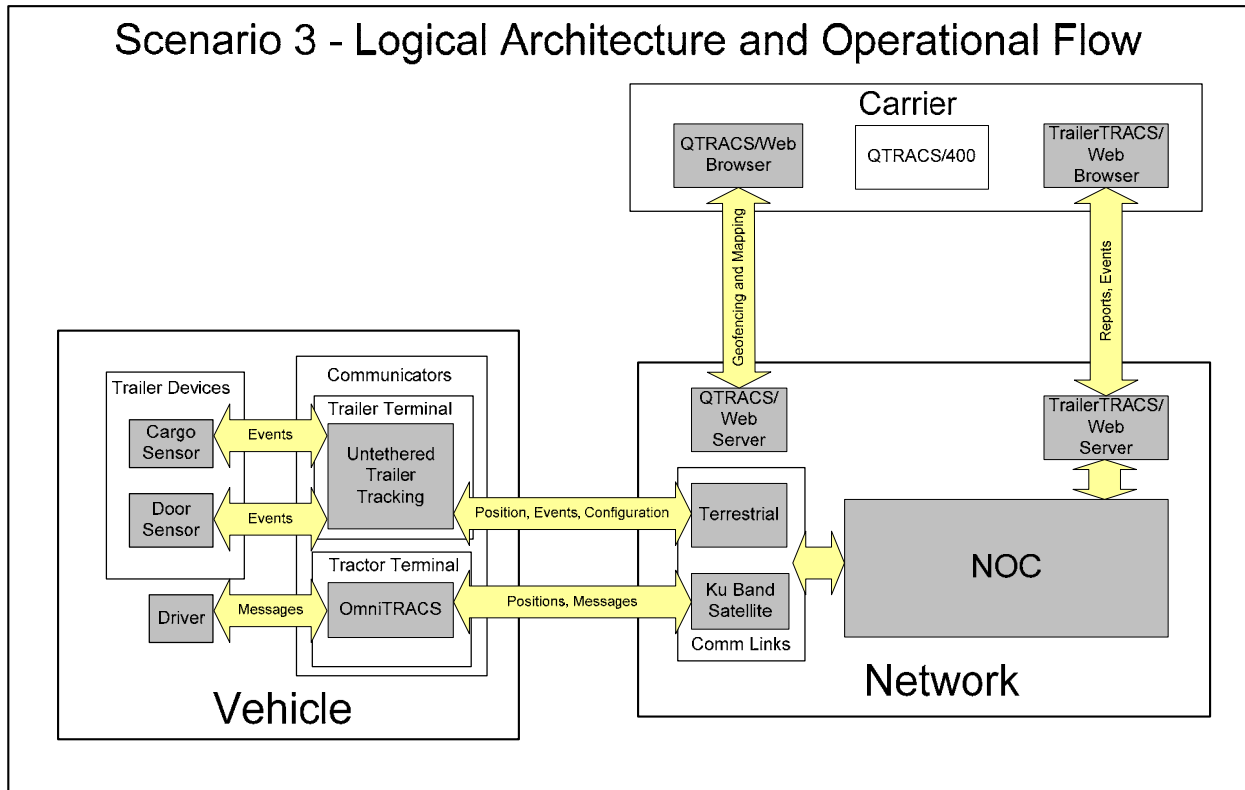 Scenario 3 - Logical Architecture and Operational Flow
Carrier
QTRACS/Web
Browser
QTRACS/400
TrailerTRACS/
Web
Browser
Geofencing and Mapping
Reports, Events
Communicators
Trailer Devices
Trailer Terminal
Cargo
Sensor
Events
Untethered
Trailer
Tracking
Door
Sensor
Events
Position, Events, Configuration
Tractor Terminal
Driver
Messages
OmniTRACS
Positions, Messages
Vehicle
QTRACS/
Web
Server
TrailerTRACS/
Web
Server
Terrestrial
Ku Band
Satellite
Comm Links
NOC
Network